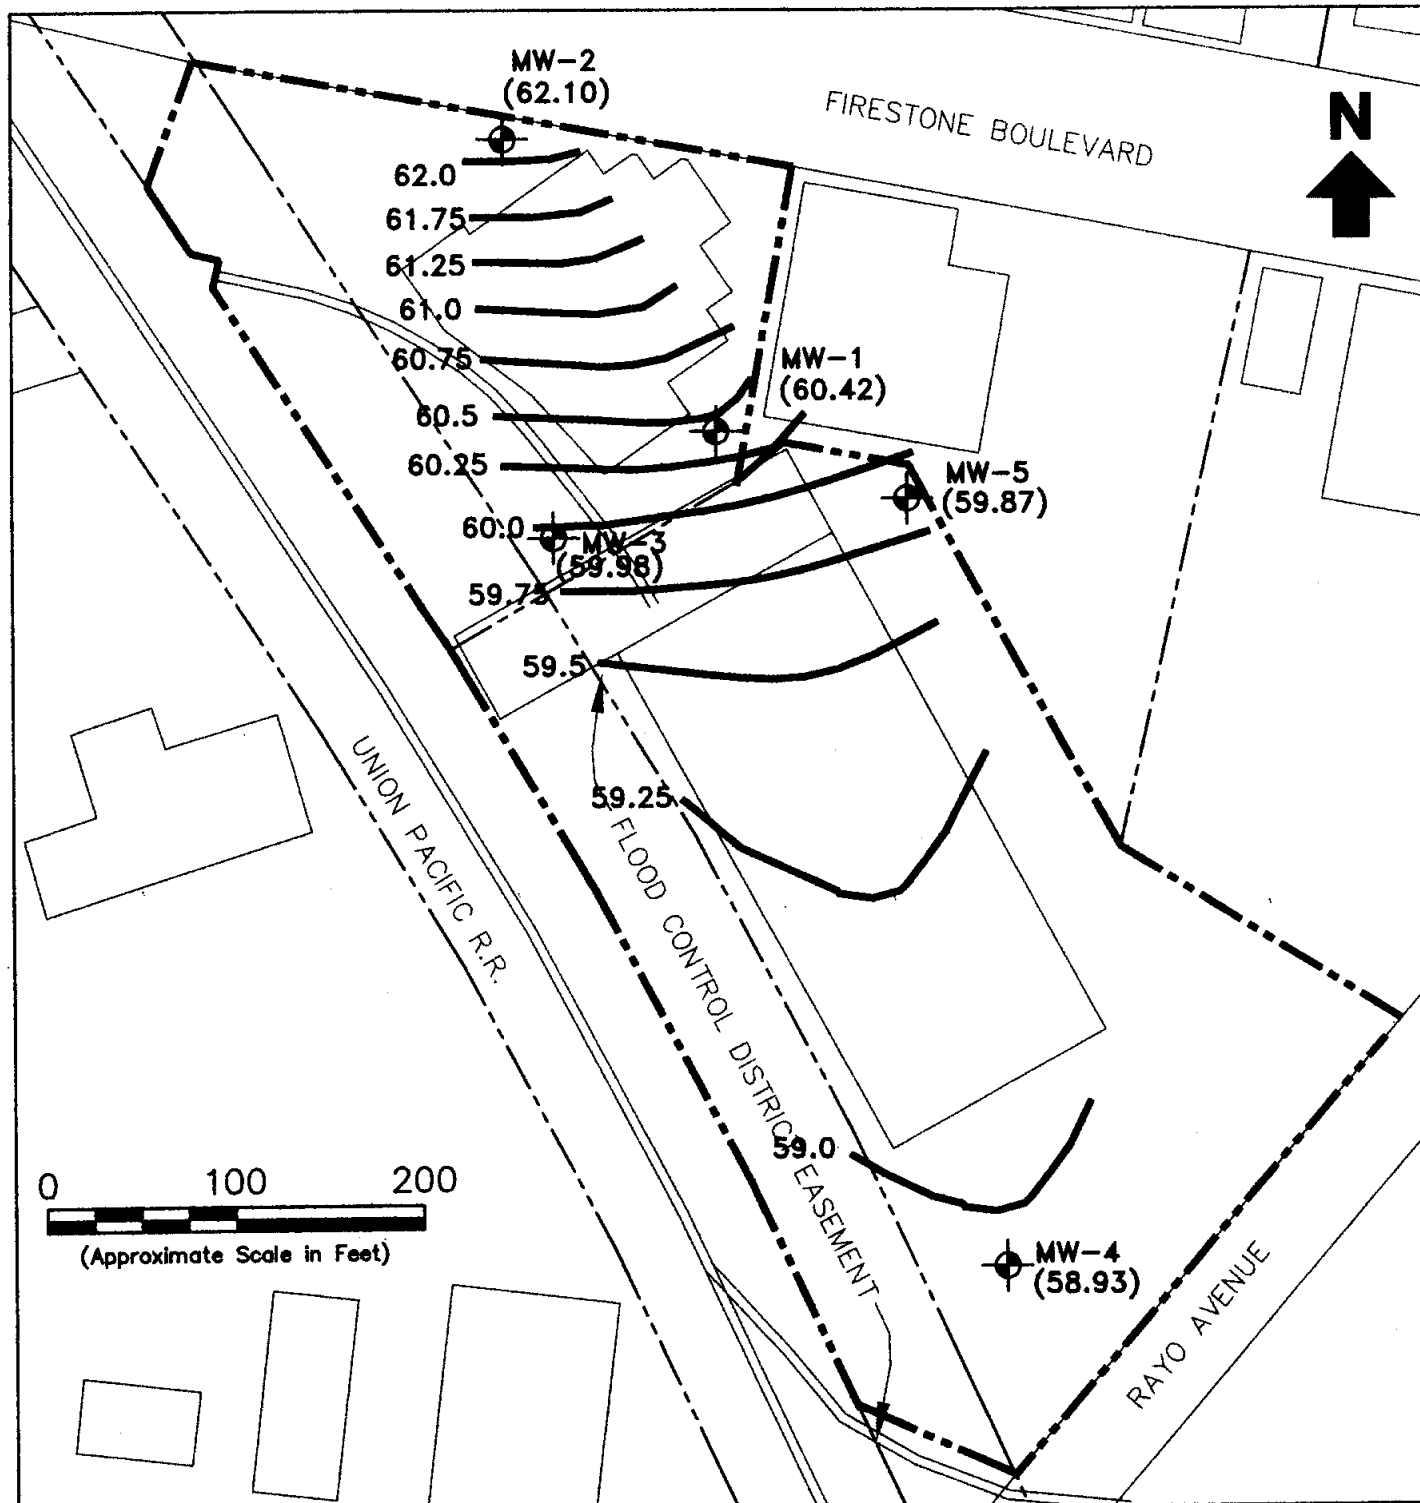 MW-2
(62.10)
FIRESTONE BOULEVARD
N
62.0
61.75
61.25
61.0
60.75
MW-1
(60.42)
60.5
60.25
MW-5
(59.87)
60.0
MW-3
(59.98)
59.75
59.5
59.25
UNION PACIFIC R.R.
FLOOD CONTROL DISTRICT EASEMENT
59.0
0 100 200
(Approximate Scale in Feet)
MW-4
(58.93)
RAYO AVENUE